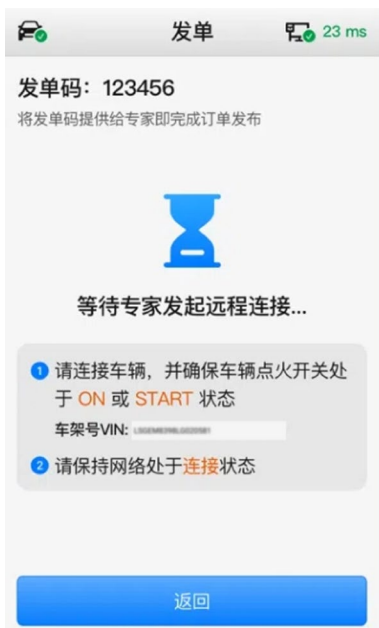 发单
23 ms
发单码：123456
将发单码提供给专家即完成订单发布
等待专家发起远程连接...
1 请连接车辆，并确保车辆点火开关处
于 ON 或 START 状态
车架号VIN:
2 请保持网络处于连接状态
返回